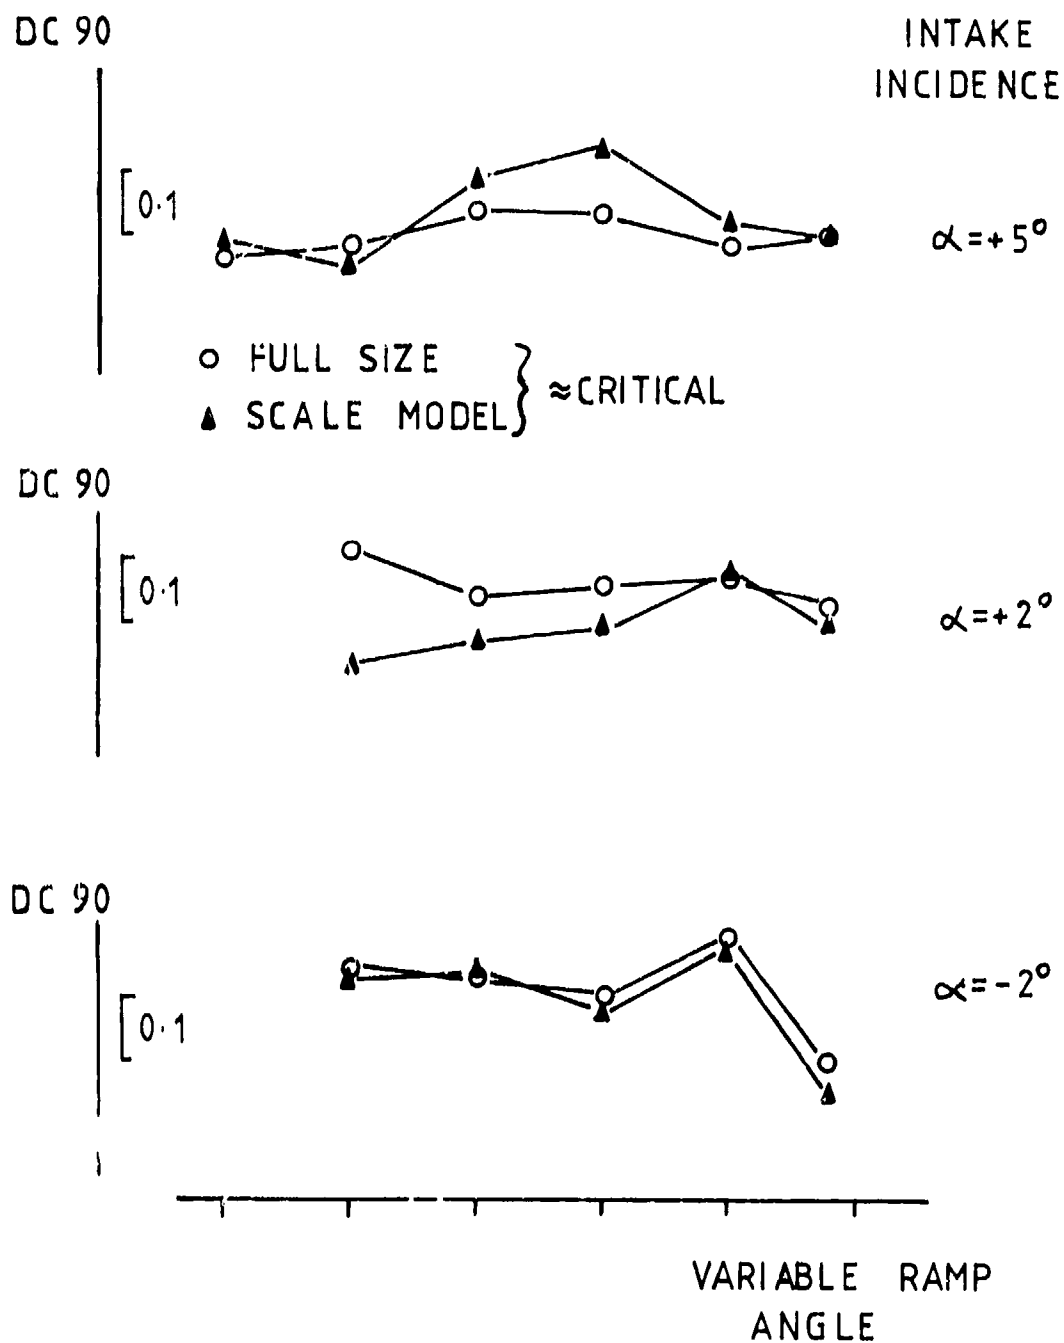 DC 90
INTAKE
INCIDENCE
[0·1
α=+5°
○ FULL SIZE
▲ SCALE MODEL
} ≈CRITICAL
DC 90
[0·1
α=+2°
DC 90
[0·1
α=-2°
VARIABLE RAMP
ANGLE